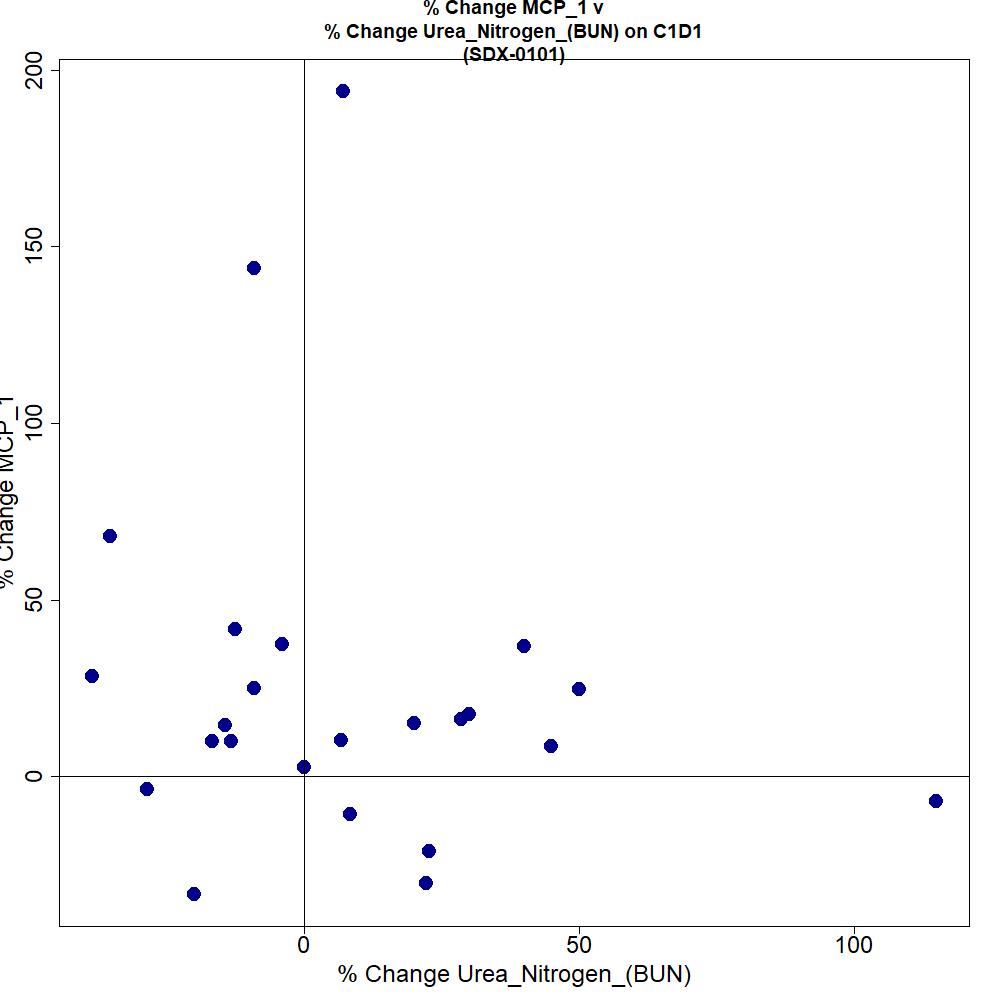 % Change MCP_1 v
% Change Urea_Nitrogen_(BUN) on C1D1
(SDX-0101)
200
150
100
50
0
% Change MCP_1
0 50 100
% Change Urea_Nitrogen_(BUN)